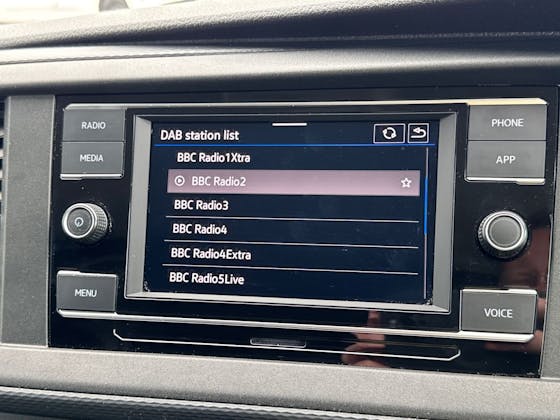 RADIO
MEDIA
MENU
DAB station list
BBC Radio1Xtra
BBC Radio2
BBC Radio3
BBC Radio4
BBC Radio4Extra
BBC Radio5Live
PHONE
APP
VOICE